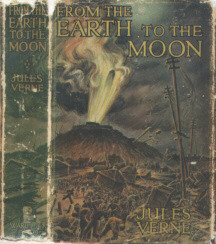 FROM THE
EARTH
TO THE
MOON
JULES
VERNE
FROM THE
EARTH
TO THE
MOON
JULES
VERNE